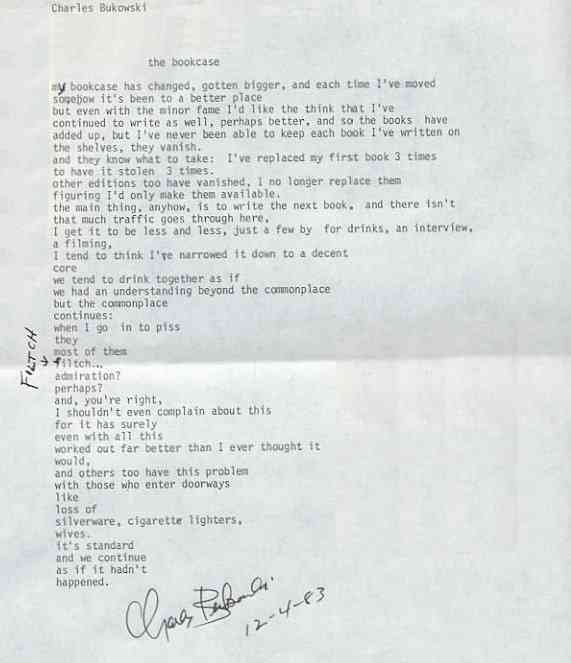 Charles Bukowski
the bookcase
my bookcase has changed, gotten bigger, and each time I've moved
somehow it's been to a better place
but even with the minor fame I'd like the think that I've
continued to write as well, perhaps better, and so the books have
added up, but I've never been able to keep each book I've written on
the shelves, they vanish.
and they know what to take: I've replaced my first book 3 times
to have it stolen 3 times.
other editions too have vanished, I no longer replace them
figuring I'd only make them available.
the main thing, anyhow, is to write the next book, and there isn't
that much traffic goes through here,
I get it to be less and less, just a few by for drinks, an interview,
a filming,
I tend to think I've narrowed it down to a decent
core
we tend to drink together as if
we had an understanding beyond the commonplace
but the commonplace
continues:
when I go in to piss
they
most of them
FILTCH → filtch...
admiration?
perhaps?
and, you're right,
I shouldn't even complain about this
for it has surely
even with all this
worked out far better than I ever thought it
would,
and others too have this problem
with those who enter doorways
like
loss of
silverware, cigarette lighters,
wives.
it's standard
and we continue
as if it hadn't
happened.
Charles Bukowski
12-4-83